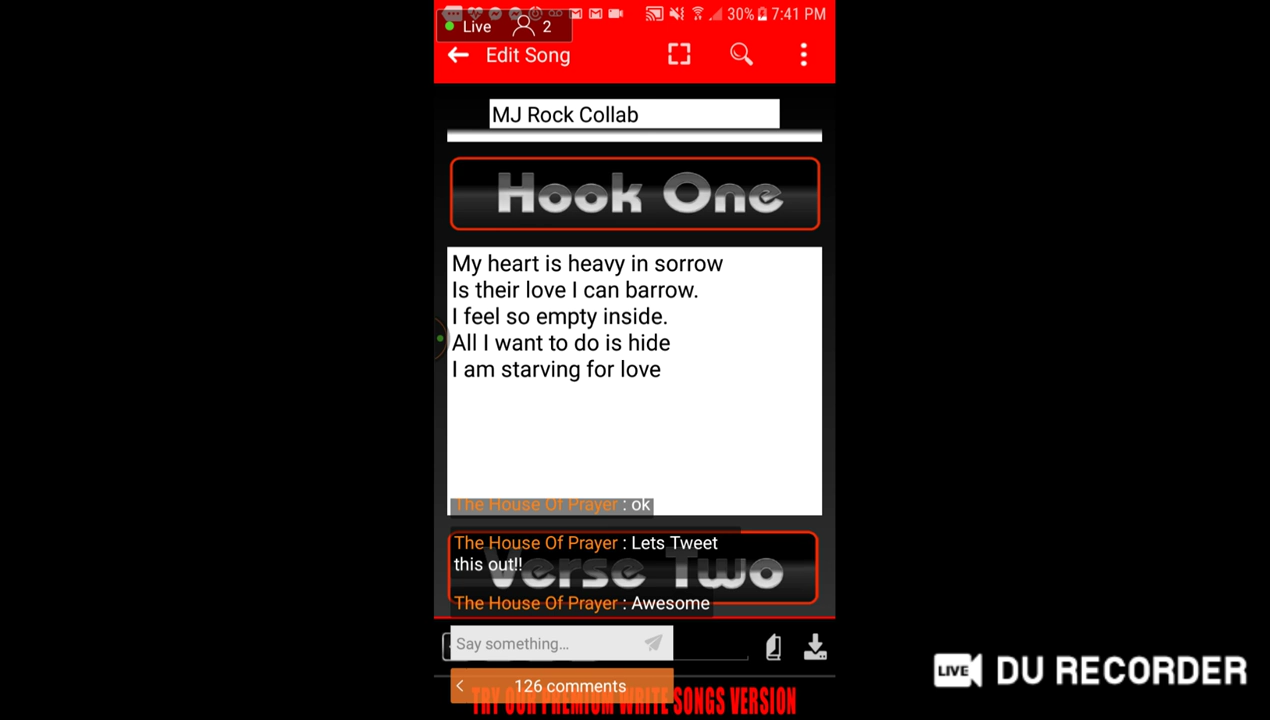 Live 2
30% 7:41 PM
Edit Song
MJ Rock Collab
Hook One
My heart is heavy in sorrow
Is their love I can barrow.
I feel so empty inside.
All I want to do is hide
I am starving for love
The House Of Prayer : ok
The House Of Prayer : Lets Tweet
this out!!
Verse Two
The House Of Prayer : Awesome
Say something...
126 comments
TRY OUR PREMIUM WRITE SONGS VERSION
LIVE DU RECORDER